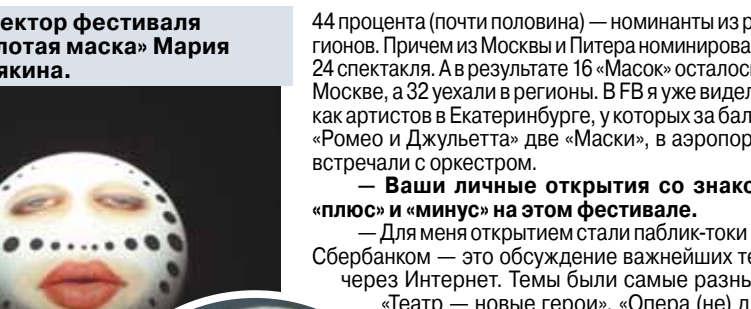 ектор фестиваля
лотая маска» Мария
якина.
44 процента (почти половина) — номинанты из р
гионов. Причем из Москвы и Питера номинирова
24 спектакля. А в результате 16 «Масок» осталос
Москве, а 32 уехали в регионы. В FB я уже видел
как артистов в Екатеринбурге, у которых за бал
«Ромео и Джульетта» две «Маски», в аэропор
встречали с оркестром.
— Ваши личные открытия со знако
«плюс» и «минус» на этом фестивале.
— Для меня открытием стали паблик-токи
Сбербанком — это обсуждение важнейших те
через Интернет. Темы были самые разны
«Театр — новые герои», «Опера (не) д